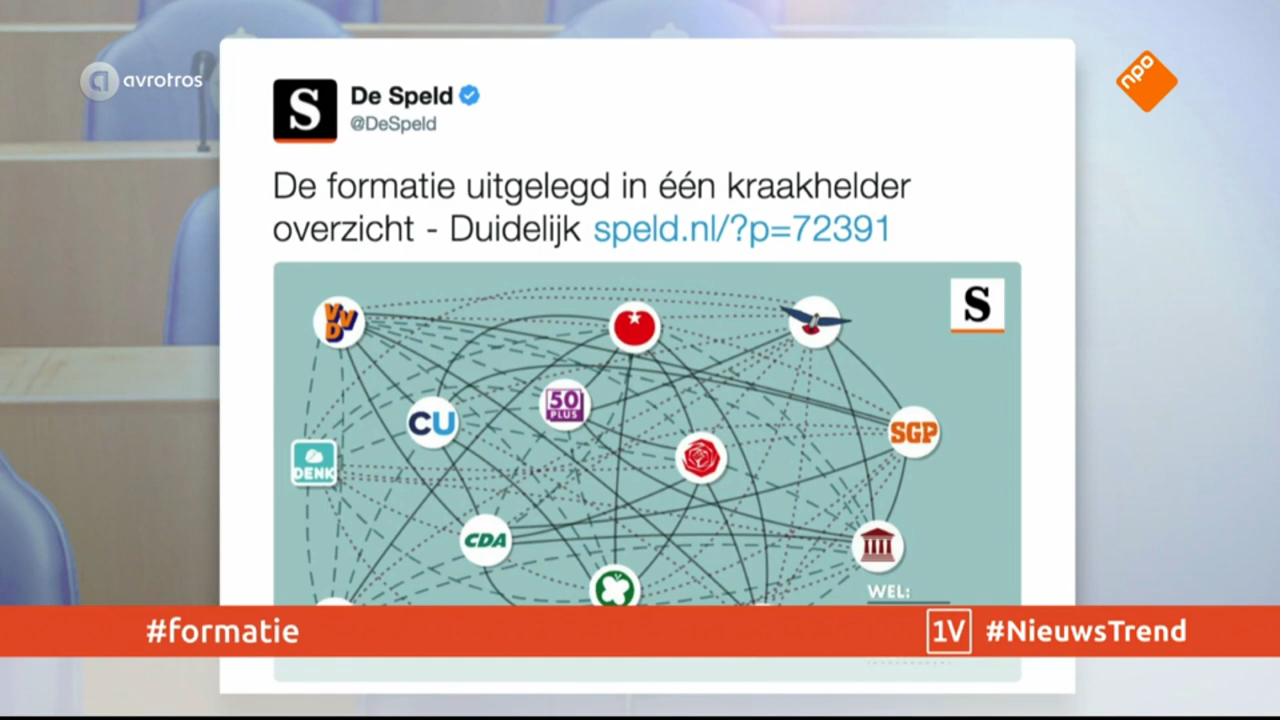 avrotros
npo
S
De Speld
@DeSpeld
De formatie uitgelegd in één kraakhelder
overzicht - Duidelijk speld.nl/?p=72391
S
VVD
50
PLUS
CU
SGP
DENK
CDA
WEL:
#formatie
1V #NieuwsTrend